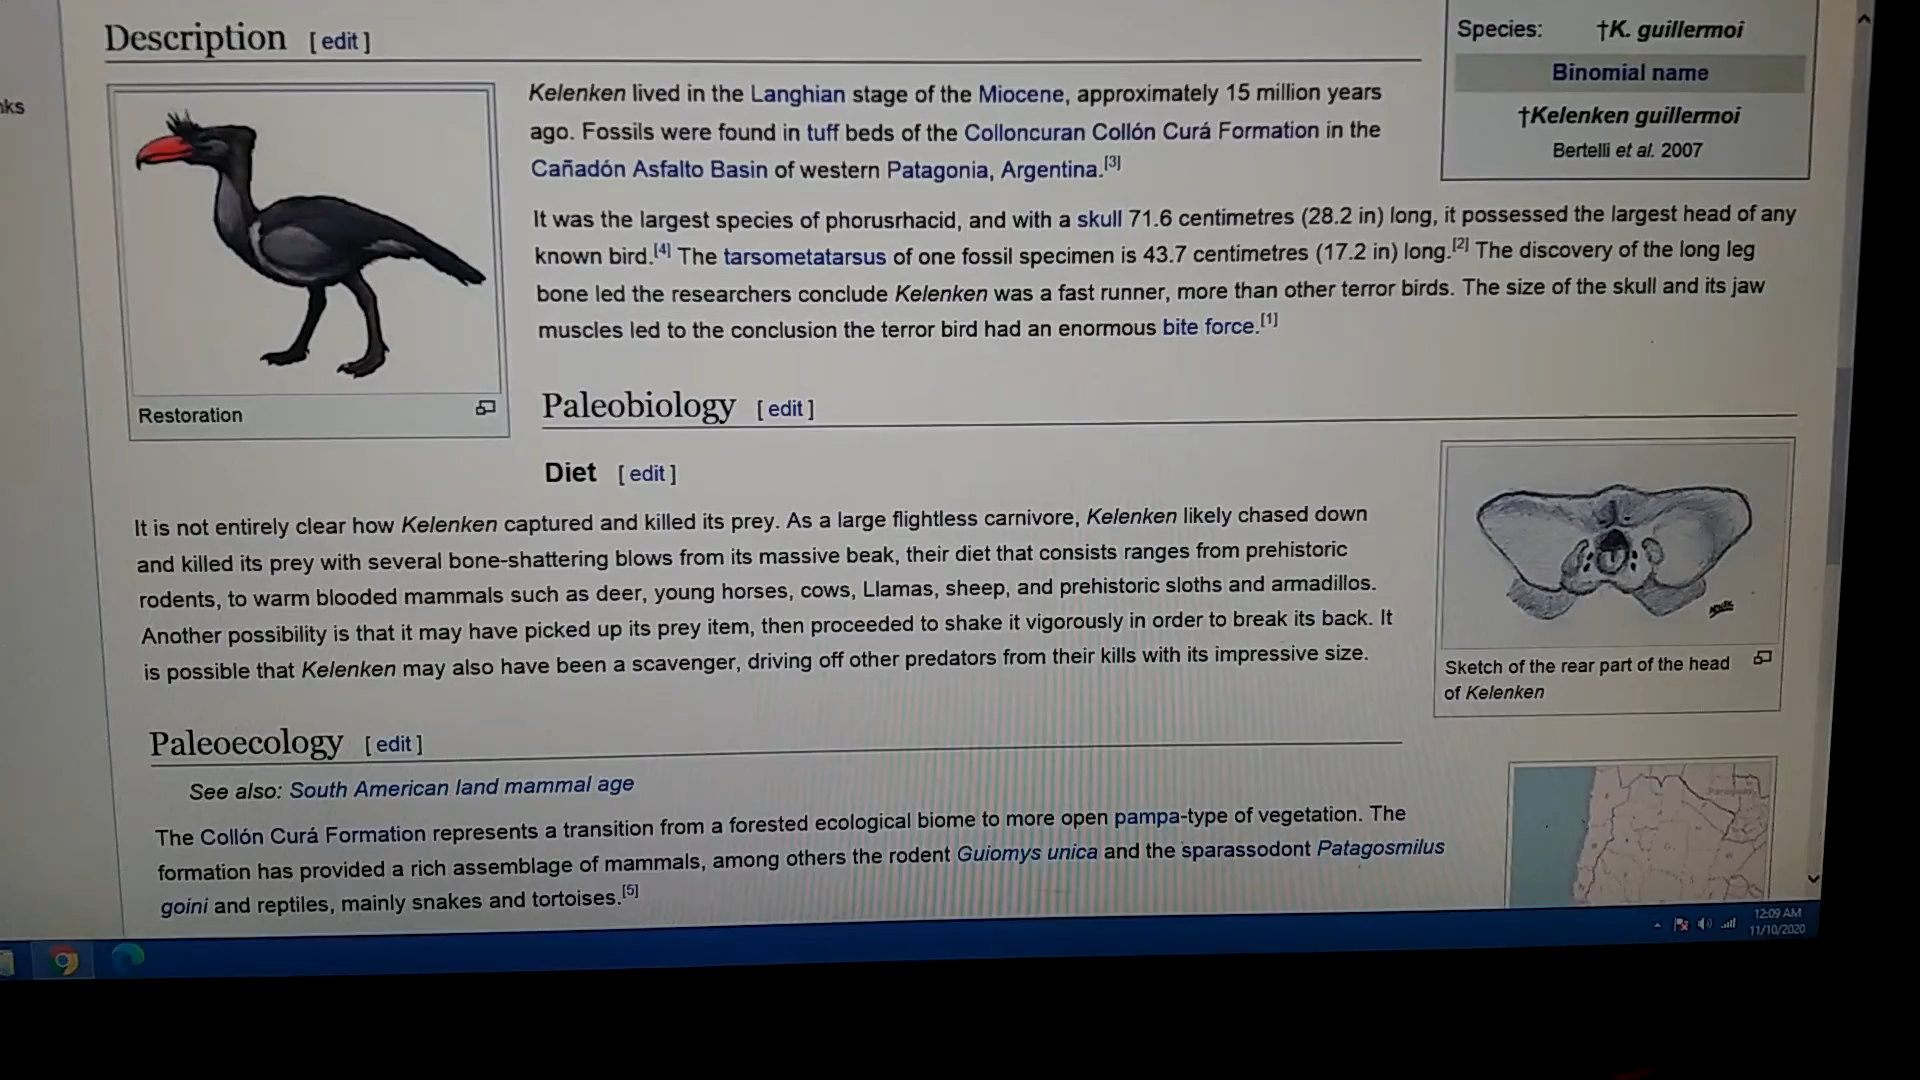 nks
Description [ edit ]
Species: †K. guillermoi
Binomial name
†Kelenken guillermoi
Bertelli et al. 2007
Kelenken lived in the Langhian stage of the Miocene, approximately 15 million years
ago. Fossils were found in tuff beds of the Colloncuran Collón Curá Formation in the
Cañadón Asfalto Basin of western Patagonia, Argentina.[3]
It was the largest species of phorusrhacid, and with a skull 71.6 centimetres (28.2 in) long, it possessed the largest head of any
known bird.[4] The tarsometatarsus of one fossil specimen is 43.7 centimetres (17.2 in) long.[2] The discovery of the long leg
bone led the researchers conclude Kelenken was a fast runner, more than other terror birds. The size of the skull and its jaw
muscles led to the conclusion the terror bird had an enormous bite force.[1]
Restoration
Paleobiology [ edit ]
Diet [ edit ]
It is not entirely clear how Kelenken captured and killed its prey. As a large flightless carnivore, Kelenken likely chased down
and killed its prey with several bone-shattering blows from its massive beak, their diet that consists ranges from prehistoric
rodents, to warm blooded mammals such as deer, young horses, cows, Llamas, sheep, and prehistoric sloths and armadillos.
Another possibility is that it may have picked up its prey item, then proceeded to shake it vigorously in order to break its back. It
is possible that Kelenken may also have been a scavenger, driving off other predators from their kills with its impressive size.
Sketch of the rear part of the head
of Kelenken
Paleoecology [ edit ]
See also: South American land mammal age
The Collón Curá Formation represents a transition from a forested ecological biome to more open pampa-type of vegetation. The
formation has provided a rich assemblage of mammals, among others the rodent Guiomys unica and the sparassodont Patagosmilus
goini and reptiles, mainly snakes and tortoises.[5]
12:09 AM
11/10/2020